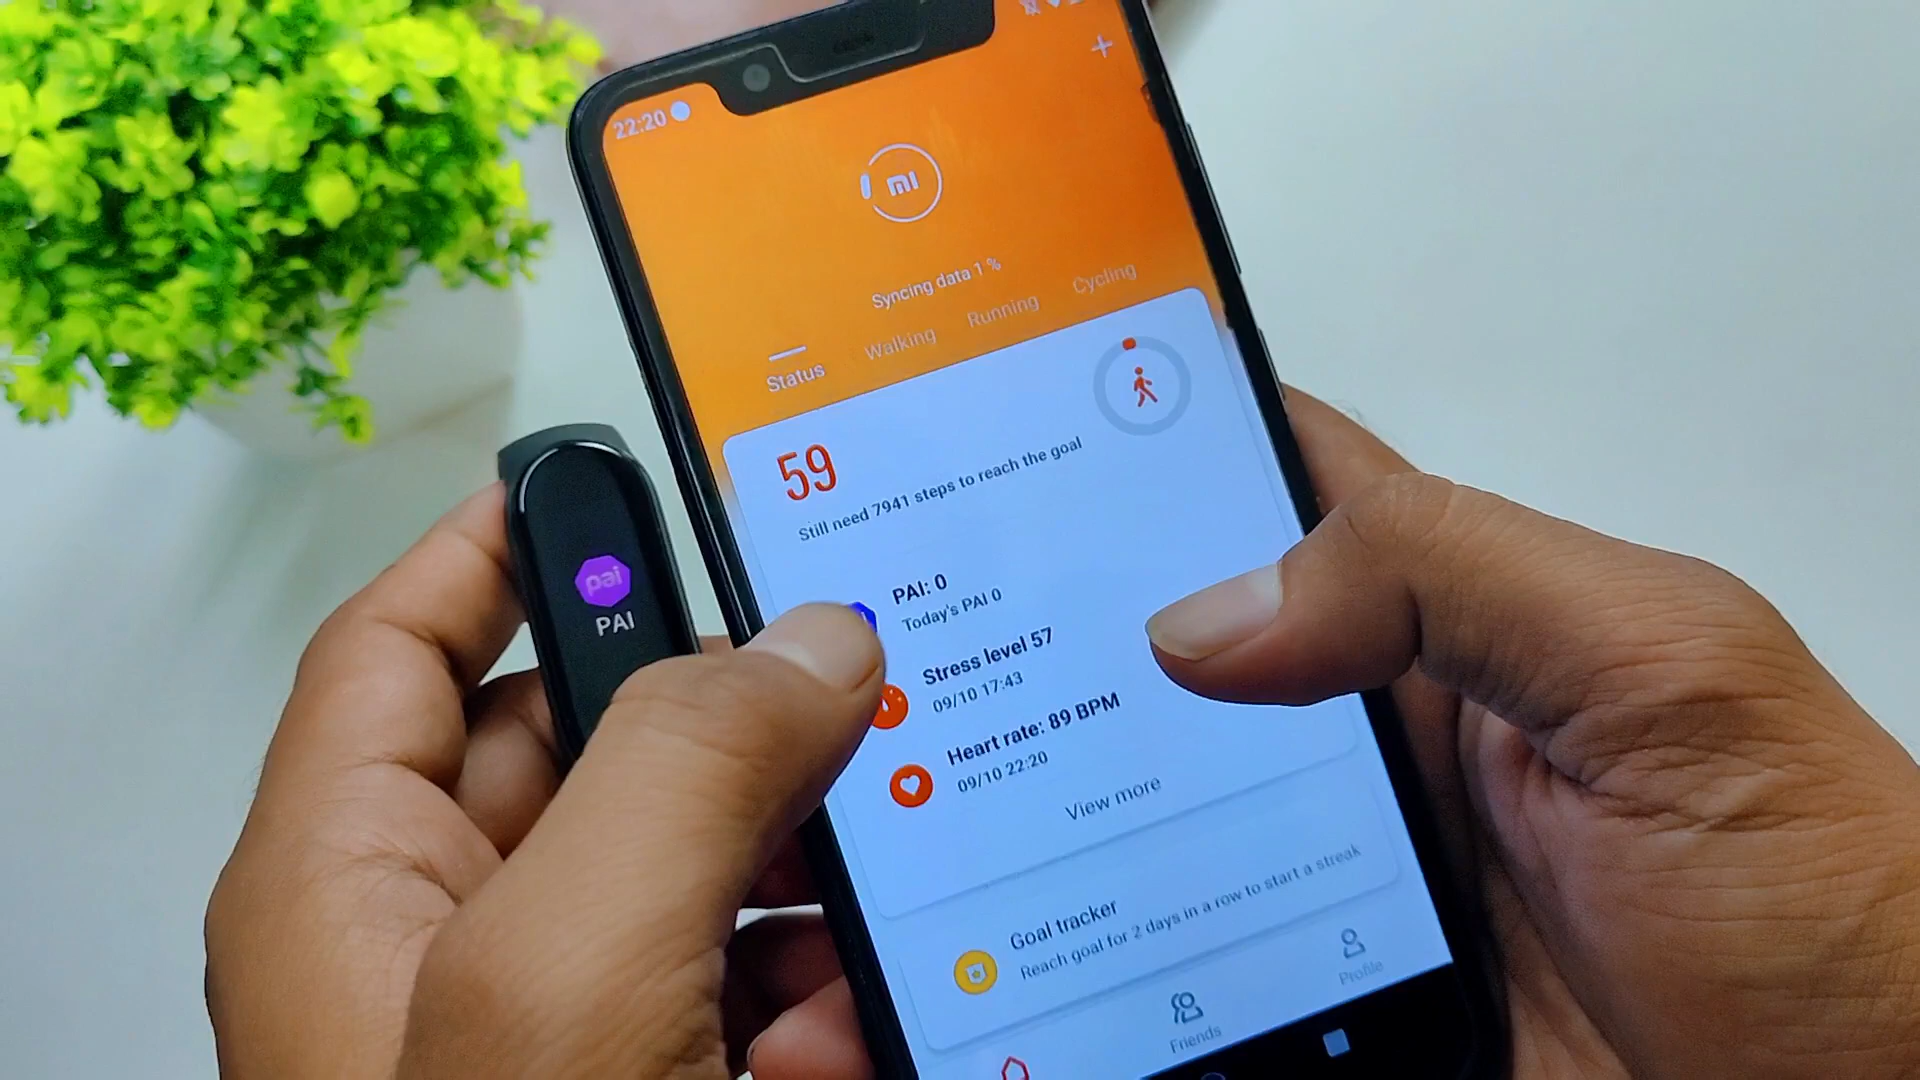 22:20
mi
Syncing data 1 %
Status Walking Running Cycling
59
Still need 7941 steps to reach the goal
pai
PAI
PAI: 0
Today's PAI 0
Stress level 57
09/10 17:43
Heart rate: 89 BPM
09/10 22:20
View more
Goal tracker
Reach goal for 2 days in a row to start a streak
Friends
Profile